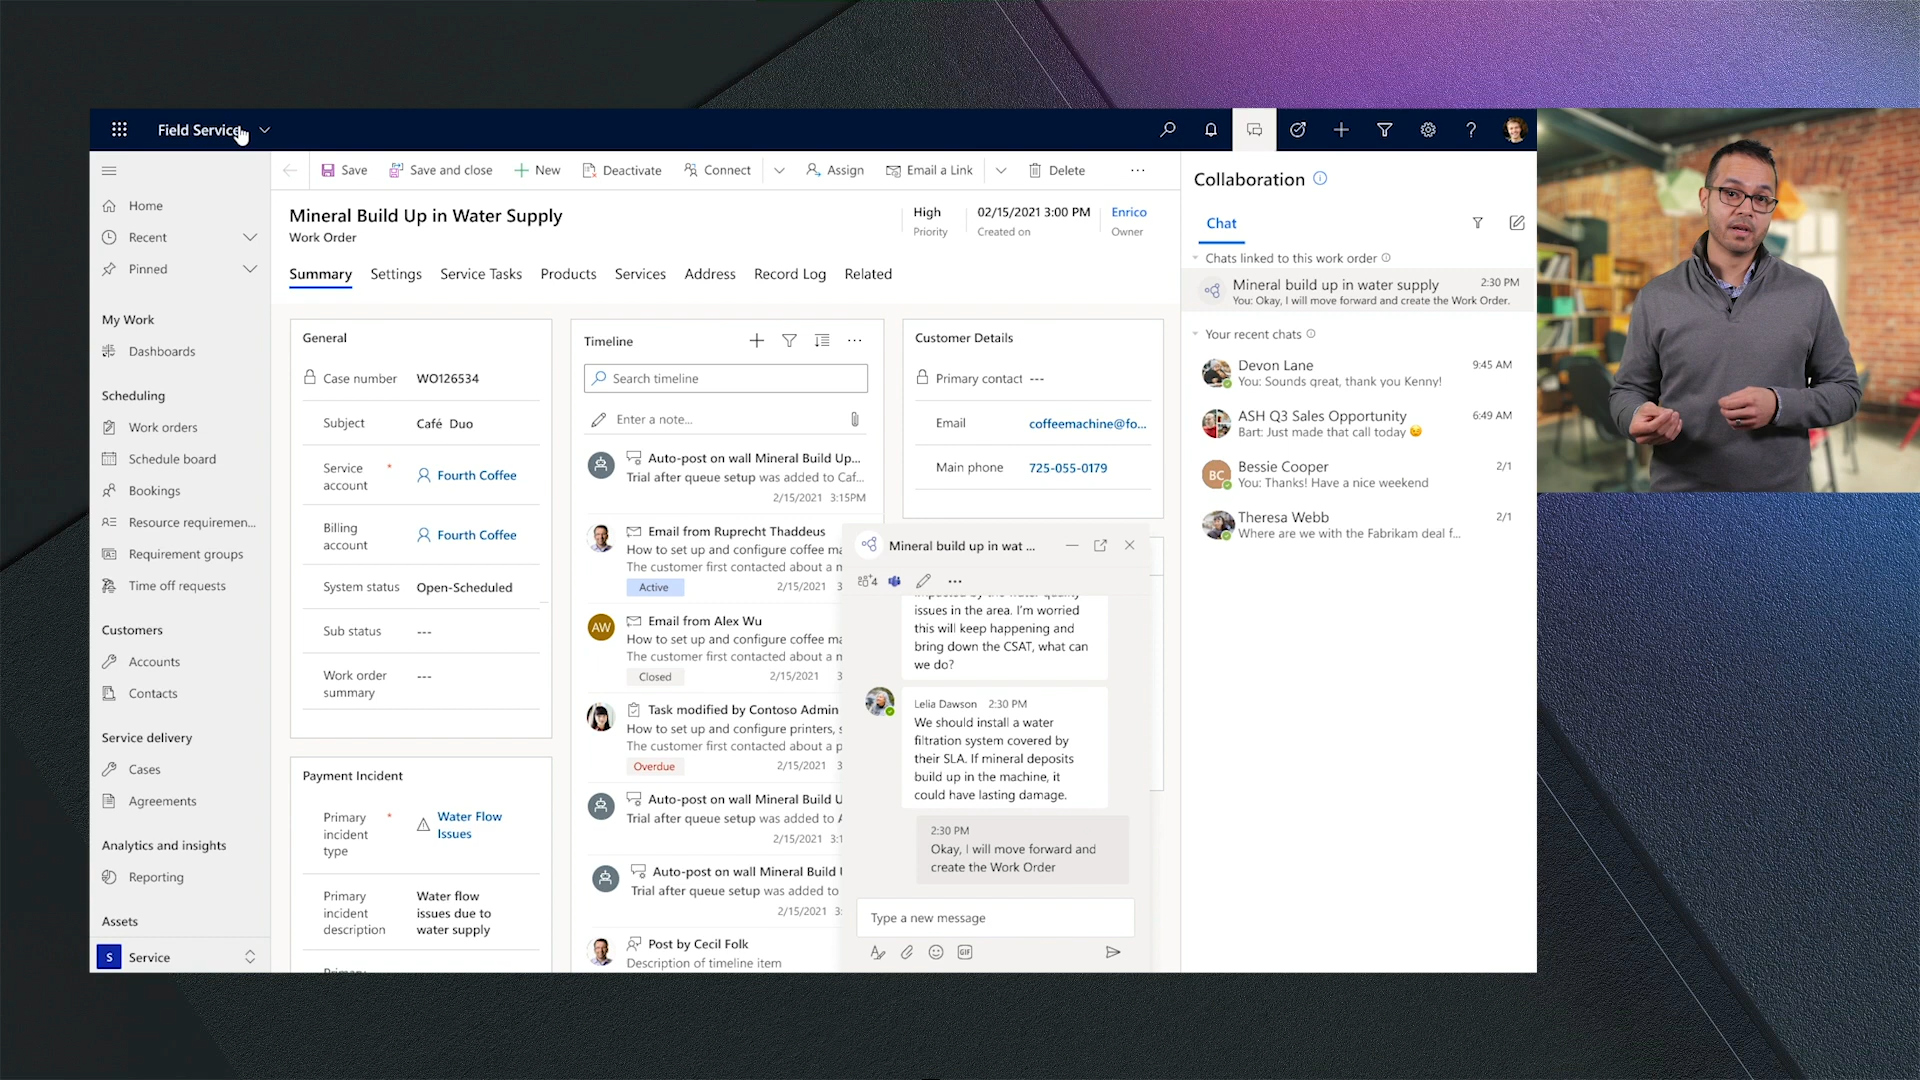 Field Service
Save
Save and close
New
Deactivate
Connect
Assign
Email a Link
Delete
Home
Recent
Pinned
My Work
Dashboards
Scheduling
Work orders
Schedule board
Bookings
Resource requiremen...
Requirement groups
Time off requests
Customers
Accounts
Contacts
Service delivery
Cases
Agreements
Analytics and insights
Reporting
Assets
S Service
Mineral Build Up in Water Supply
Work Order
High
Priority
02/15/2021 3:00 PM
Created on
Enrico
Owner
Summary
Settings
Service Tasks
Products
Services
Address
Record Log
Related
General
Case number WO126534
Subject Café Duo
Service
account
* Fourth Coffee
Billing
account
Fourth Coffee
System status Open-Scheduled
Sub status ---
Work order
summary
---
Payment Incident
Primary
incident
type
* Water Flow
Issues
Primary
incident
description
Water flow
issues due to
water supply
Timeline
Search timeline
Enter a note...
Auto-post on wall Mineral Build Up...
Trial after queue setup was added to Caf...
2/15/2021 3:15PM
Email from Ruprecht Thaddeus
How to set up and configure coffee ma
The customer first contacted about a n
Active 2/15/2021 3
AW
Email from Alex Wu
How to set up and configure coffee ma
The customer first contacted about a n
Closed 2/15/2021 3
Task modified by Contoso Admin
How to set up and configure printers, s
The customer first contacted about a p
Overdue 2/15/2021 3
Auto-post on wall Mineral Build U
Trial after queue setup was added to
2/15/2021 3:1
Auto-post on wall Mineral Build
Trial after queue setup was added to
2/15/2021 3:
Post by Cecil Folk
Description of timeline item
Customer Details
Primary contact ---
Email coffeemachine@fo...
Main phone 725-055-0179
Mineral build up in wat ...
4
issues in the area. I'm worried
this will keep happening and
bring down the CSAT, what can
we do?
Lelia Dawson 2:30 PM
We should install a water
filtration system covered by
their SLA. If mineral deposits
build up in the machine, it
could have lasting damage.
2:30 PM
Okay, I will move forward and
create the Work Order
Type a new message
GIF
Collaboration
Chat
Chats linked to this work order
Mineral build up in water supply 2:30 PM
You: Okay, I will move forward and create the Work Order.
Your recent chats
Devon Lane 9:45 AM
You: Sounds great, thank you Kenny!
ASH Q3 Sales Opportunity 6:49 AM
Bart: Just made that call today
BC
Bessie Cooper 2/1
You: Thanks! Have a nice weekend
Theresa Webb 2/1
Where are we with the Fabrikam deal f...